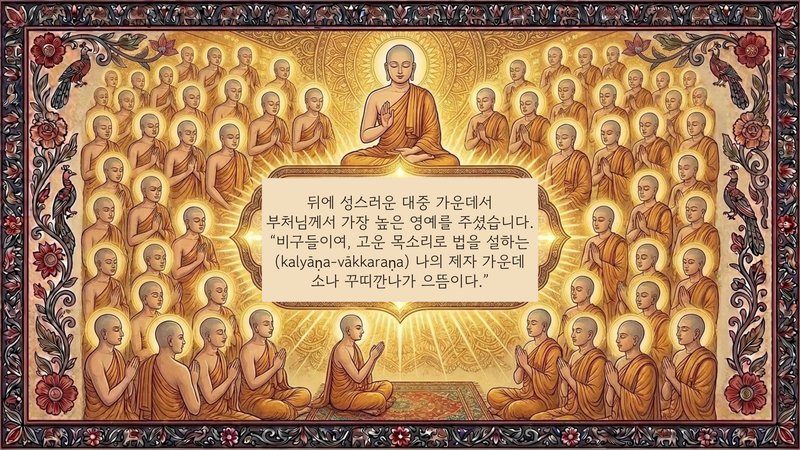 뒤에 성스러운 대중 가운데서
부처님께서 가장 높은 영예를 주셨습니다.
“비구들이여, 고운 목소리로 법을 설하는
(kalyāṇa-vākkaraṇa) 나의 제자 가운데
소나 꾸띠깐나가 으뜸이다.”